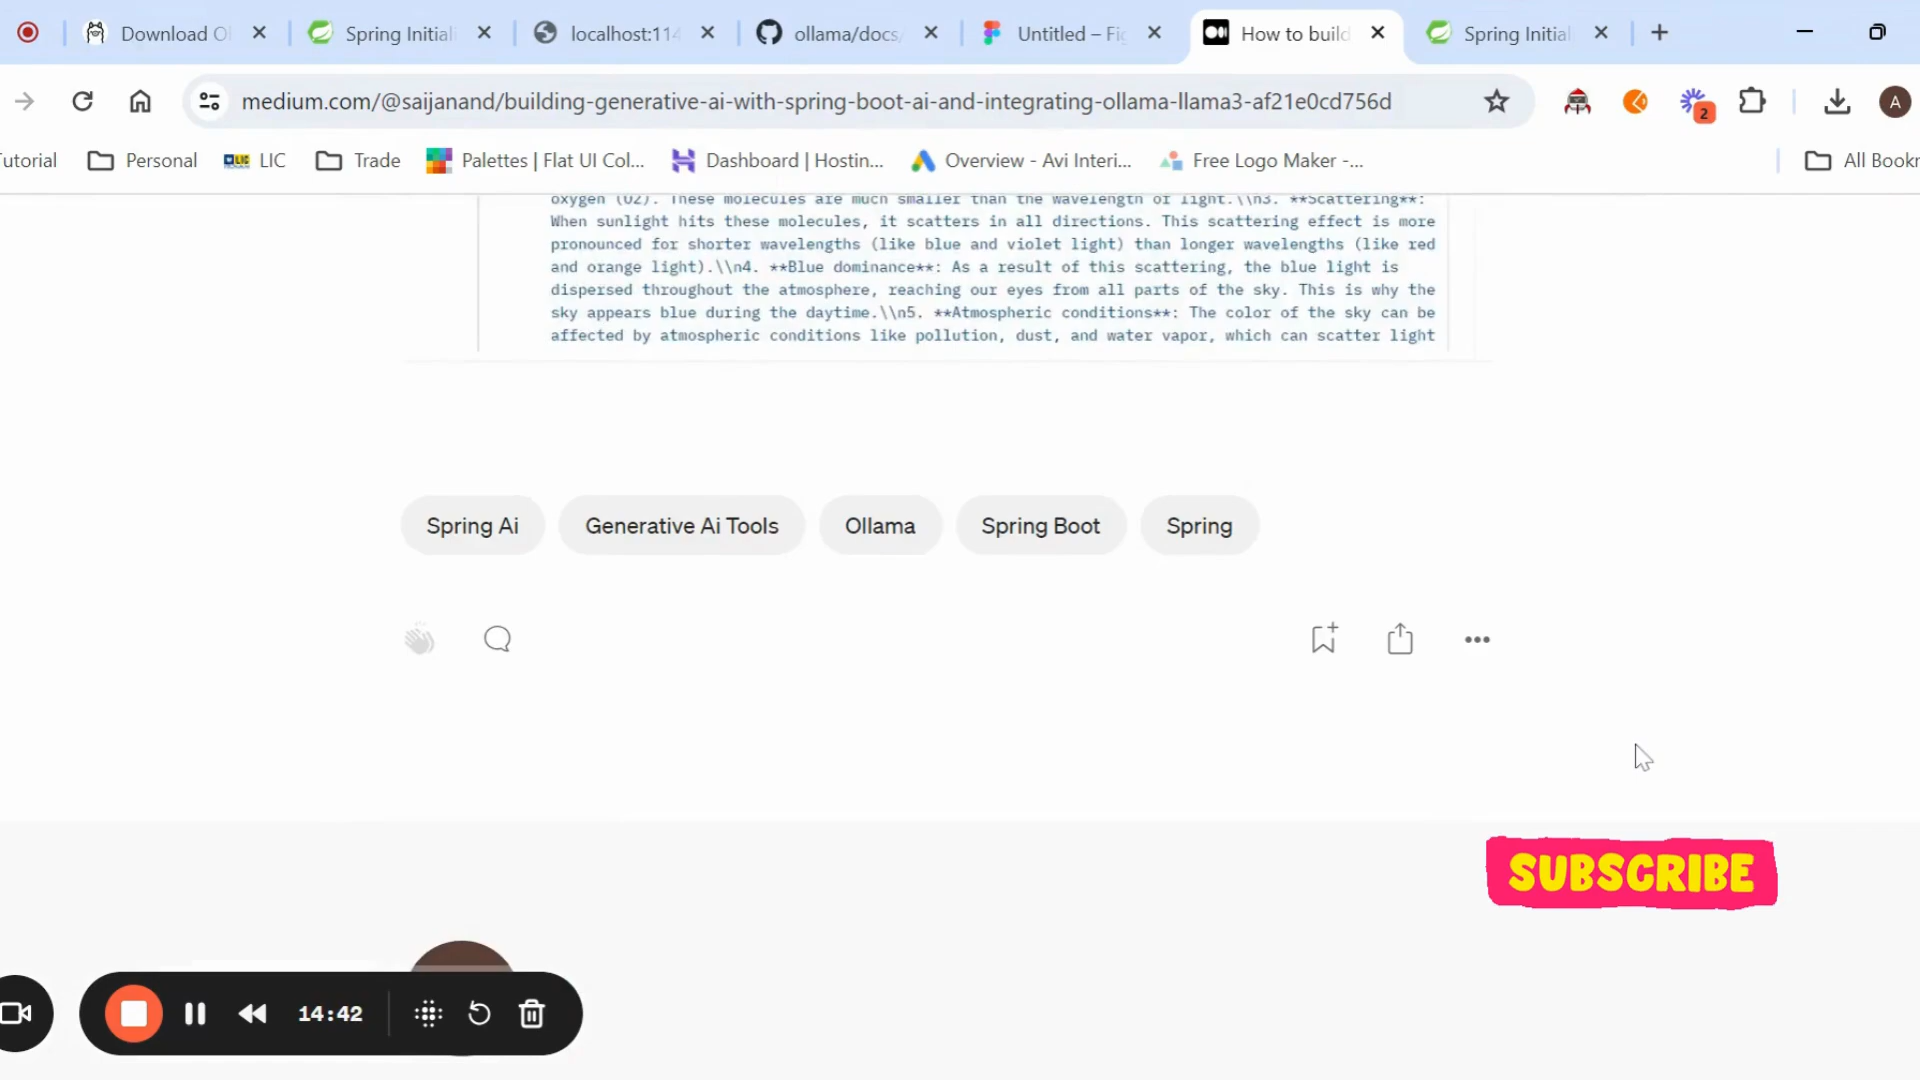 Download Ol
Spring Initiali
localhost:114
ollama/docs/
Untitled – Fig
How to build
Spring Initial
medium.com/@saijanand/building-generative-ai-with-spring-boot-ai-and-integrating-ollama-llama3-af21e0cd756d
2
A
utorial
Personal
LIC
LIC
Trade
Palettes | Flat UI Col...
Dashboard | Hostin...
Overview - Avi Interi...
Free Logo Maker -...
All Bookr
oxygen (O2). These molecules are much smaller than the wavelength of light.\\n3. **Scattering**:
When sunlight hits these molecules, it scatters in all directions. This scattering effect is more
pronounced for shorter wavelengths (like blue and violet light) than longer wavelengths (like red
and orange light).\\n4. **Blue dominance**: As a result of this scattering, the blue light is
dispersed throughout the atmosphere, reaching our eyes from all parts of the sky. This is why the
sky appears blue during the daytime.\\n5. **Atmospheric conditions**: The color of the sky can be
affected by atmospheric conditions like pollution, dust, and water vapor, which can scatter light
Spring Ai
Generative Ai Tools
Ollama
Spring Boot
Spring
SUBSCRIBE
14:42